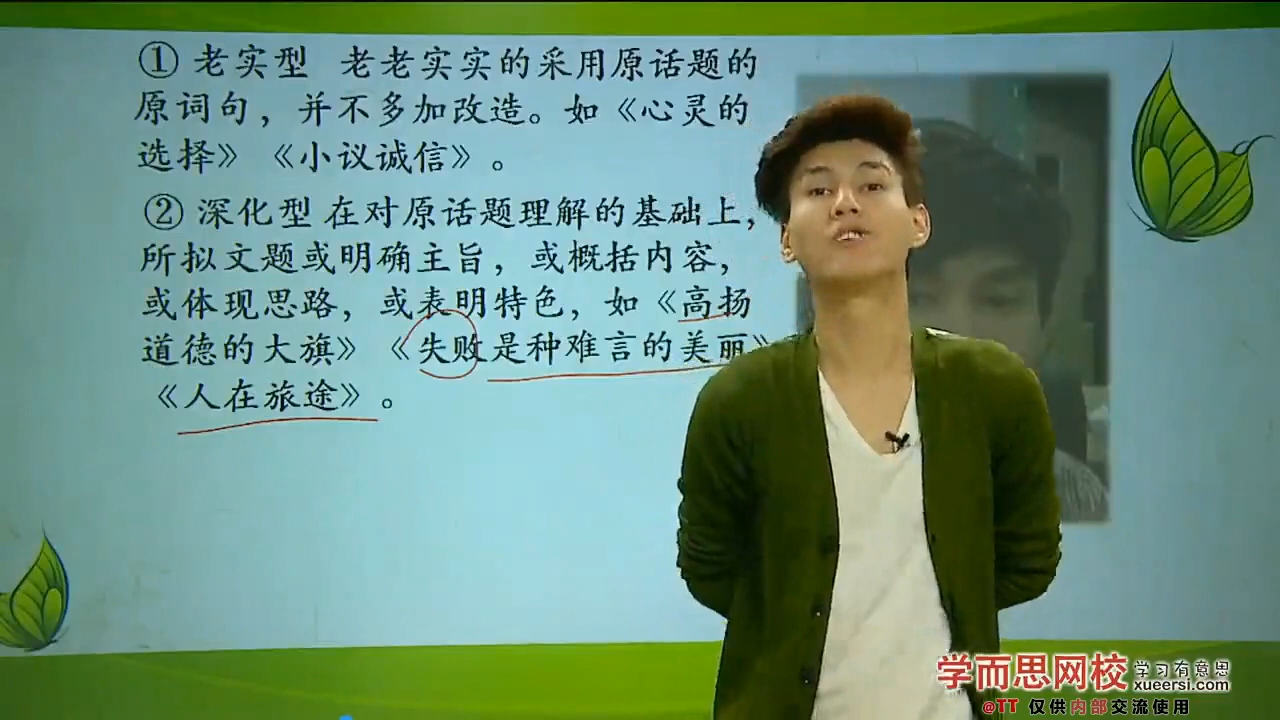 ① 老实型 老老实实的采用原话题的
原词句，并不多加改造。如《心灵的
选择》《小议诚信》。
② 深化型 在对原话题理解的基础上，
所拟文题或明确主旨，或概括内容，
或体现思路，或表明特色，如《高扬
道德的大旗》《失败是种难言的美丽》
《人在旅途》。
学而思网校 学习有意思
xueersi.com
@TT 仅供内部交流使用